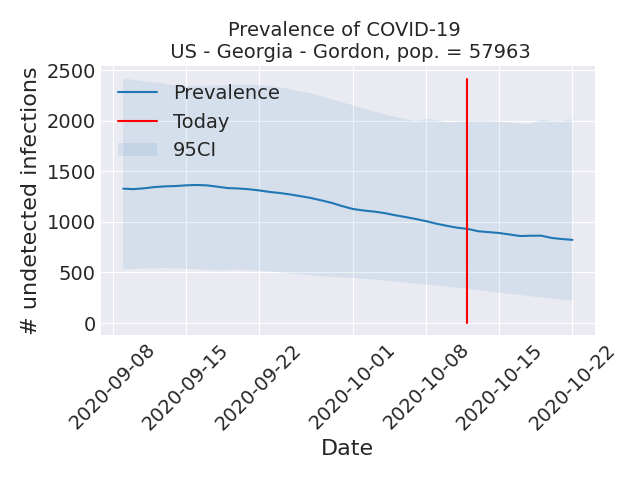 Prevalence of COVID-19
US - Georgia - Gordon, pop. = 57963
# undetected infections
2500
2000
1500
1000
500
0
Prevalence
Today
95CI
2020-09-08
2020-09-15
2020-09-22
2020-10-01
2020-10-08
2020-10-15
2020-10-22
Date